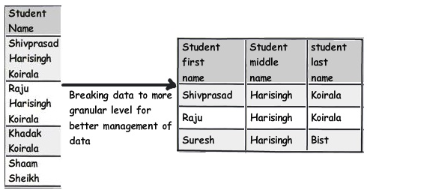 Student
Name
Shivprasad
Harisingh
Koirala
Raju
Harisingh
Koirala
Khadak
Koirala
Shaam
Sheikh
Breaking data to more
granular level for
better management of
data
Student first name Student middle name student last name
Shivprasad Harisingh Koirala
Raju Harisingh Koirala
Suresh Harisingh Bist